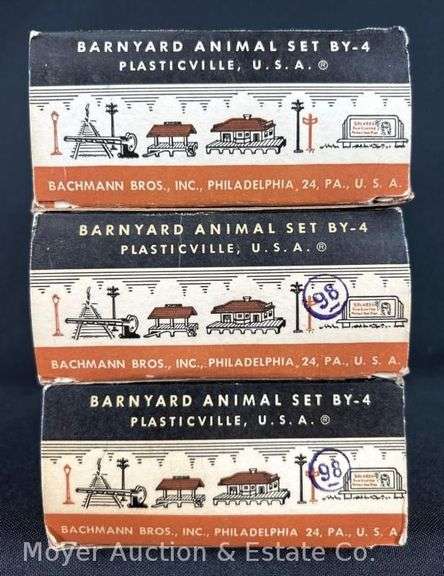 BARNYARD ANIMAL SET BY-4
PLASTICVILLE, U.S.A. ®
BACHMANN BROS., INC., PHILADELPHIA, 24, PA., U. S. A.
BARNYARD ANIMAL SET BY-4
PLASTICVILLE, U.S.A. ®
98
BACHMANN BROS., INC., PHILADELPHIA, 24, PA., U. S. A.
BARNYARD ANIMAL SET BY-4
PLASTICVILLE, U.S.A. ®
98
BACHMANN BROS., INC., PHILADELPHIA 24, PA., U. S. A.
Moyer Auction & Estate Co.